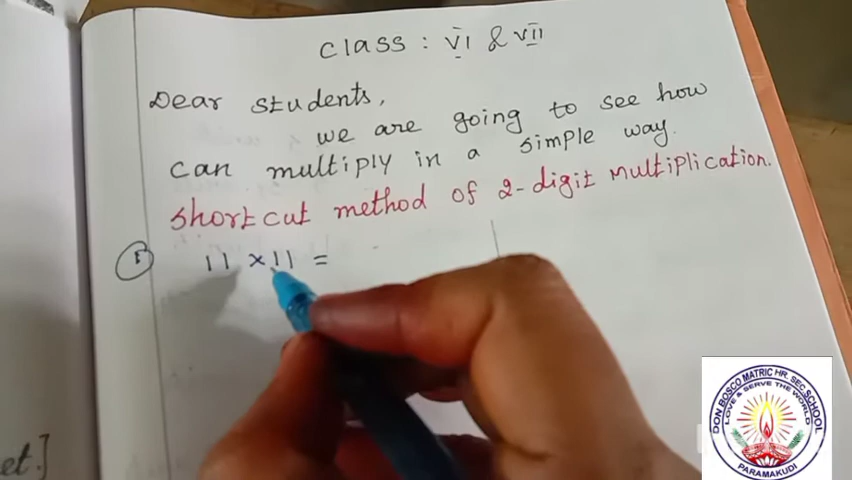 class : VI & VII
Dear students,
we are going to see how
can multiply in a simple way.
shortcut method of 2-digit multiplication.
11 × 11 =
et.]
DON BOSCO MATRIC HR. SEC. SCHOOL
LOVE & SERVE THE WORLD
PARAMAKUDI